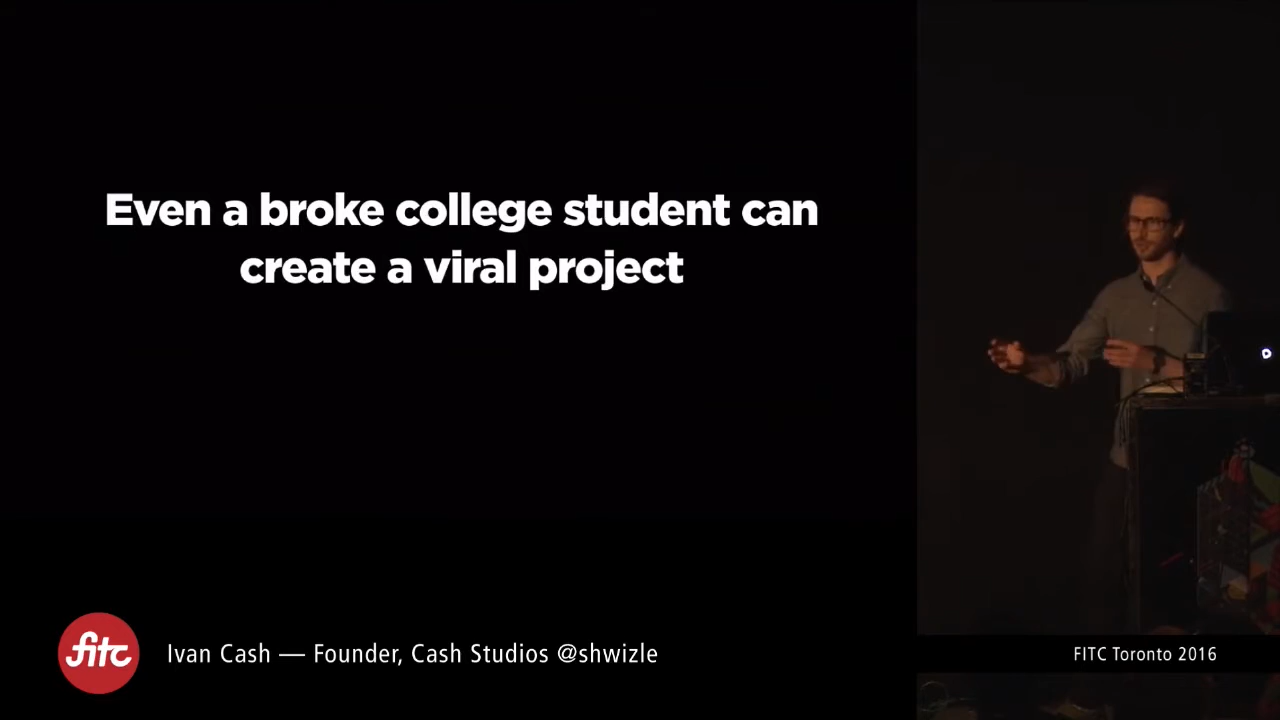 Even a broke college student can
create a viral project
fitc
Ivan Cash — Founder, Cash Studios @shwizle
FITC Toronto 2016